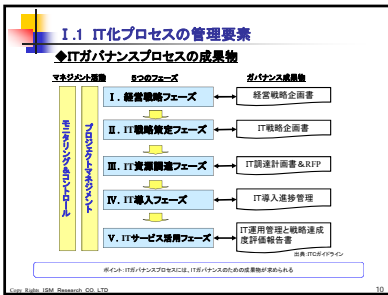 Ⅰ.1 IT化プロセスの管理要素
◆ITガバナンスプロセスの成果物
マネジメント活動
5つのフェーズ
ガバナンス成果物
モニタリング&コントロール
プロジェクトマネジメント
Ⅰ. 経営戦略フェーズ
経営戦略企画書
Ⅱ. IT戦略策定フェーズ
IT戦略企画書
Ⅲ. IT資源調達フェーズ
IT調達計画書&RFP
Ⅳ. IT導入フェーズ
IT導入進捗管理
Ⅴ. ITサービス活用フェーズ
IT運用管理と戦略達成
度評価報告書
出典:ITCガイドライン
ポイント:ITガバナンスプロセスには、ITガバナンスのための成果物が求められる
Copy Rights ISM Research CO. LTD
10